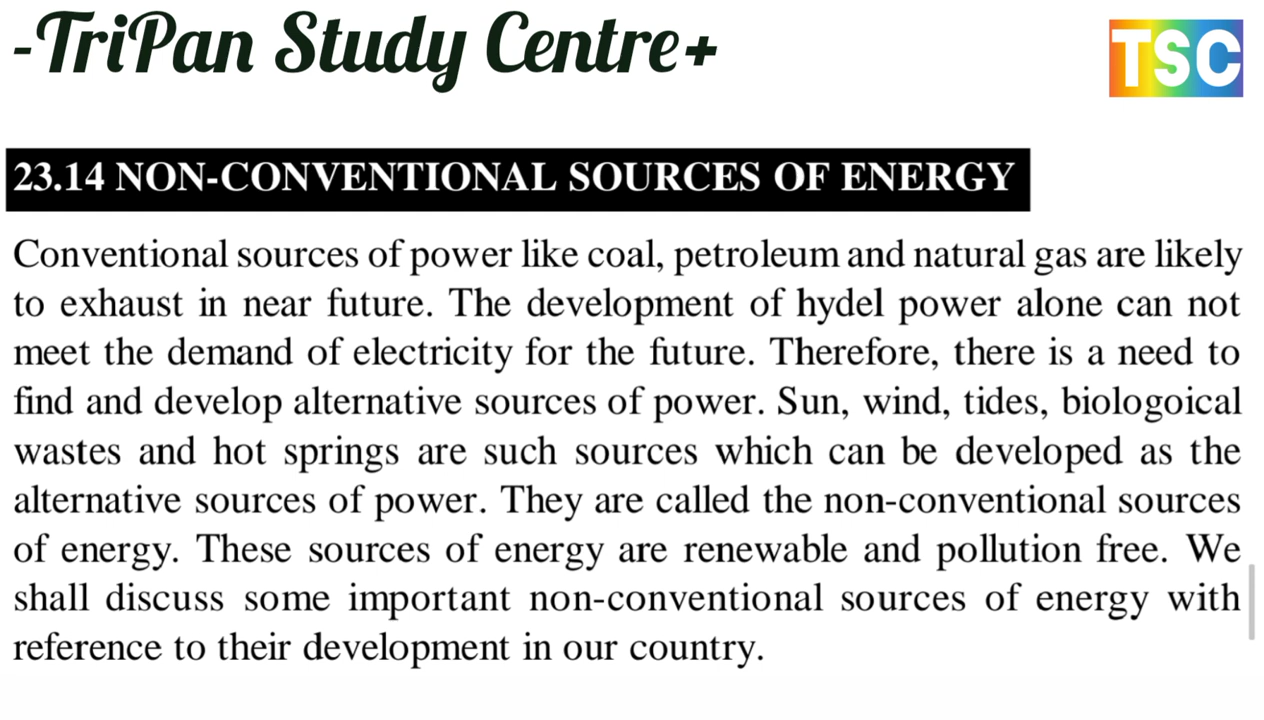 -TriPan Study Centre+
TSC
23.14 NON-CONVENTIONAL SOURCES OF ENERGY
Conventional sources of power like coal, petroleum and natural gas are likely
to exhaust in near future. The development of hydel power alone can not
meet the demand of electricity for the future. Therefore, there is a need to
find and develop alternative sources of power. Sun, wind, tides, biologoical
wastes and hot springs are such sources which can be developed as the
alternative sources of power. They are called the non-conventional sources
of energy. These sources of energy are renewable and pollution free. We
shall discuss some important non-conventional sources of energy with
reference to their development in our country.